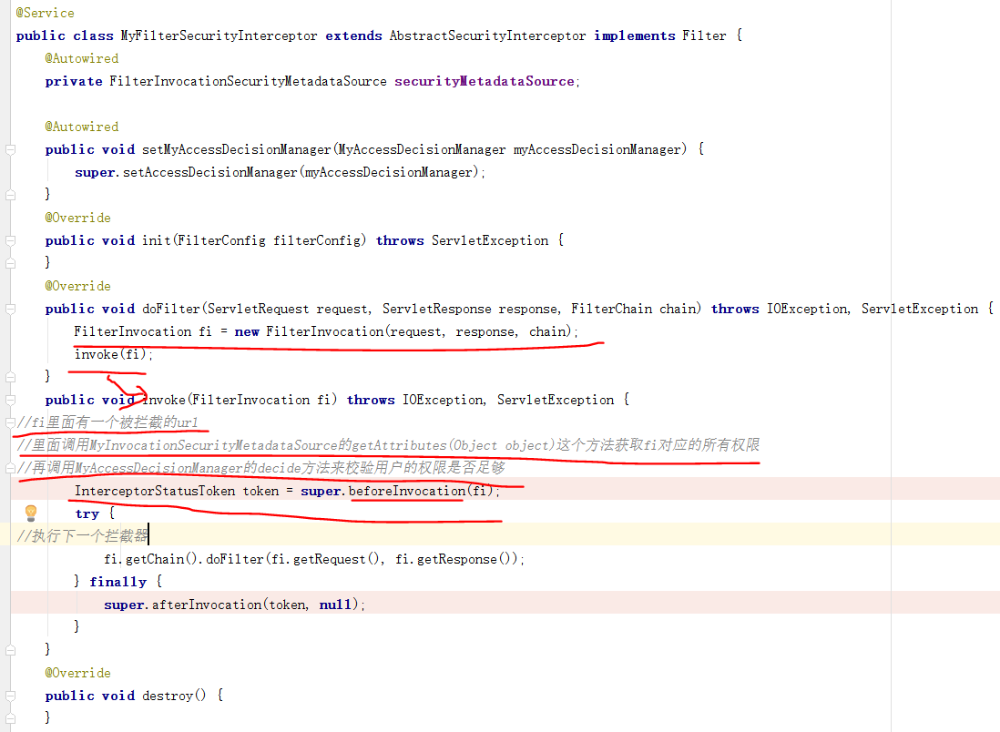 @Service
public class MyFilterSecurityInterceptor extends AbstractSecurityInterceptor implements Filter {
@Autowired
private FilterInvocationSecurityMetadataSource securityMetadataSource;
@Autowired
public void setMyAccessDecisionManager(MyAccessDecisionManager myAccessDecisionManager) {
super.setAccessDecisionManager(myAccessDecisionManager);
}
@Override
public void init(FilterConfig filterConfig) throws ServletException {
}
@Override
public void doFilter(ServletRequest request, ServletResponse response, FilterChain chain) throws IOException, ServletException {
FilterInvocation fi = new FilterInvocation(request, response, chain);
invoke(fi);
}
public void invoke(FilterInvocation fi) throws IOException, ServletException {
//fi里面有一个被拦截的url
//里面调用MyInvocationSecurityMetadataSource的getAttributes(Object object)这个方法获取fi对应的所有权限
//再调用MyAccessDecisionManager的decide方法来校验用户的权限是否足够
InterceptorStatusToken token = super.beforeInvocation(fi);
try {
//执行下一个拦截器
fi.getChain().doFilter(fi.getRequest(), fi.getResponse());
} finally {
super.afterInvocation(token, null);
}
}
@Override
public void destroy() {
}